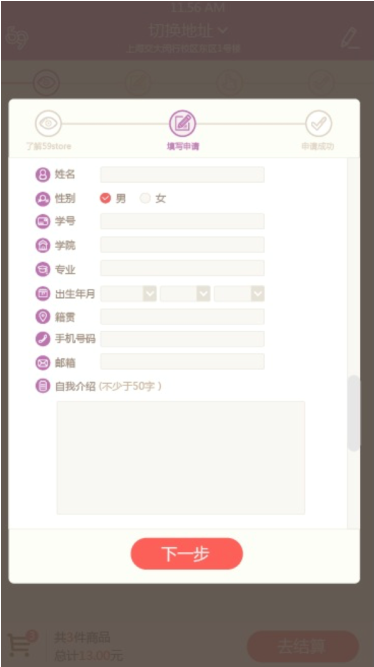 11:56 AM
切换地址
了解59store
填写申请
申请成功
姓名
性别 男 女
学号
学院
专业
出生年月
籍贯
手机号码
邮箱
自我介绍 (不少于50字)
下一步
共3件商品
总计13.00元
去结算